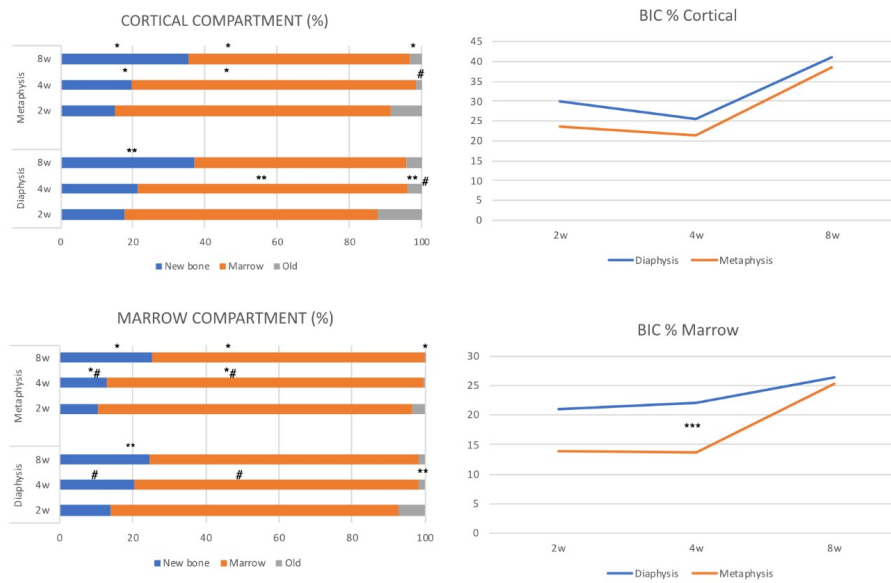 CORTICAL COMPARTMENT (%)
* * *
8w
* * #
4w
2w
Metaphysis
**
8w
** **
#
4w
2w
Diaphysis
0 20 40 60 80 100
New bone Marrow Old
BIC % Cortical
45
40
35
30
25
20
15
10
5
0
2w 4w 8w
Diaphysis Metaphysis
MARROW COMPARTMENT (%)
* * *
8w
*# *#
4w
2w
Metaphysis
**
8w
# # **
4w
2w
Diaphysis
0 20 40 60 80 100
New bone Marrow Old
BIC % Marrow
30
25
20
***
15
10
5
0
2w 4w 8w
Diaphysis Metaphysis